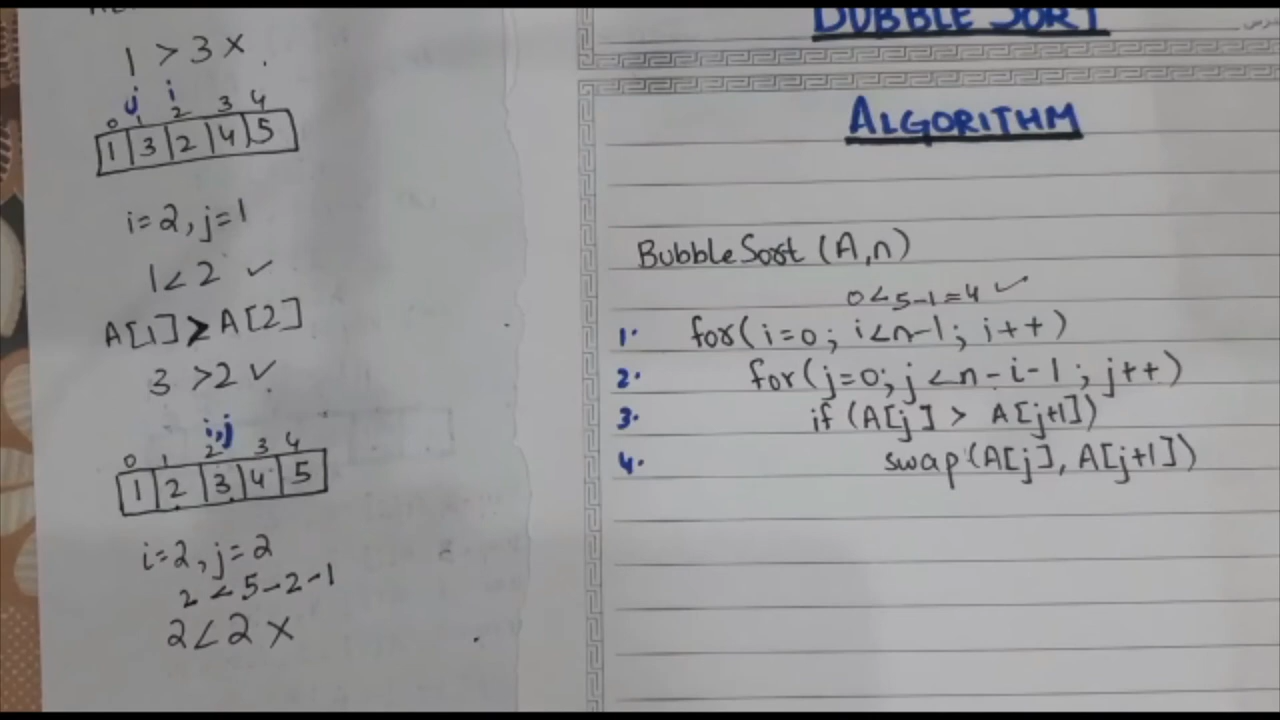 1 > 3 x
j i
0 1 2 3 4
1 3 2 4 5
i=2, j=1
1<2 ✓
A[1] > A[2]
3 >2 ✓
i,j
0 1 2 3 4
1 2 3 4 5
i=2, j=2
2 < 5-2-1
2<2 x
BUBBLE SORT
ALGORITHM
BubbleSort (A,n)
0<5-1=4 ✓
1. for(i=0; i<n-1; i++)
2. for(j=0; j<n-i-1; j++)
3. if (A[j] > A[j+1])
4. swap(A[j], A[j+1])